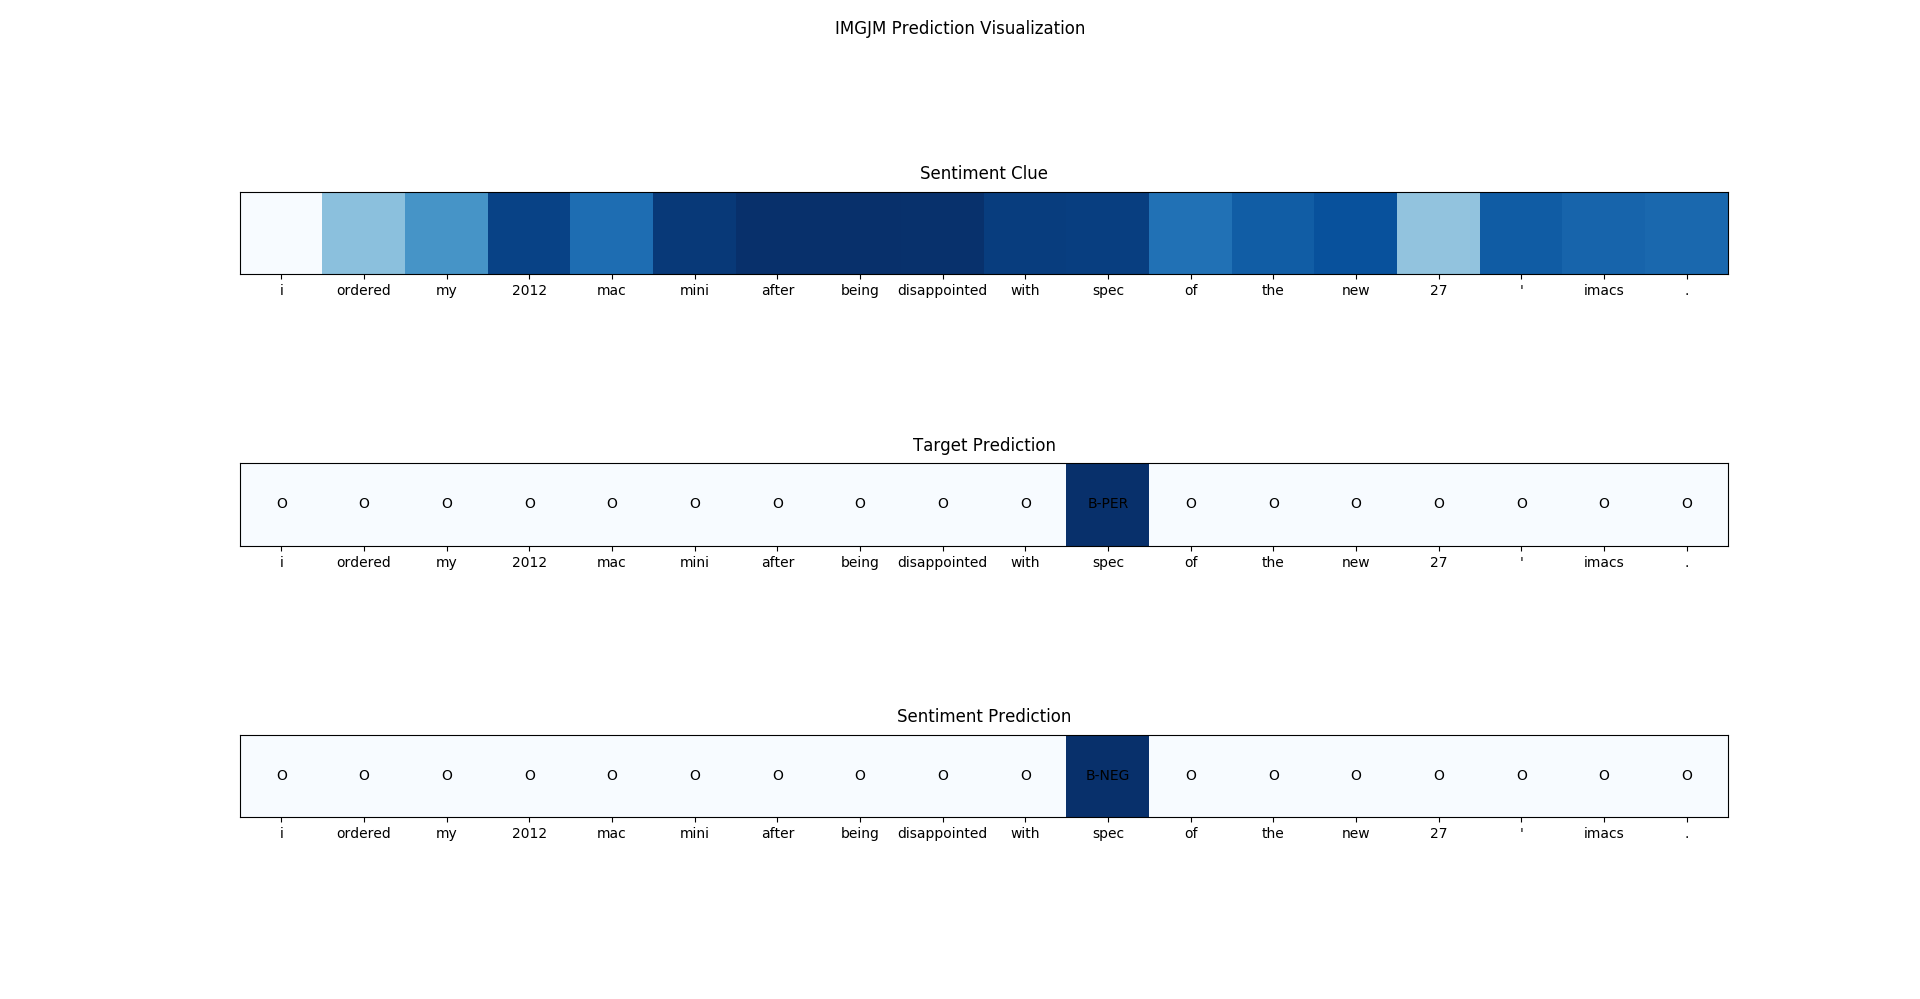 IMGJM Prediction Visualization
Sentiment Clue
i ordered my 2012 mac mini after being disappointed with spec of the new 27 ' imacs .
Target Prediction
O O O O O O O O O O B-PER O O O O O O O
i ordered my 2012 mac mini after being disappointed with spec of the new 27 ' imacs .
Sentiment Prediction
O O O O O O O O O O B-NEG O O O O O O O
i ordered my 2012 mac mini after being disappointed with spec of the new 27 ' imacs .